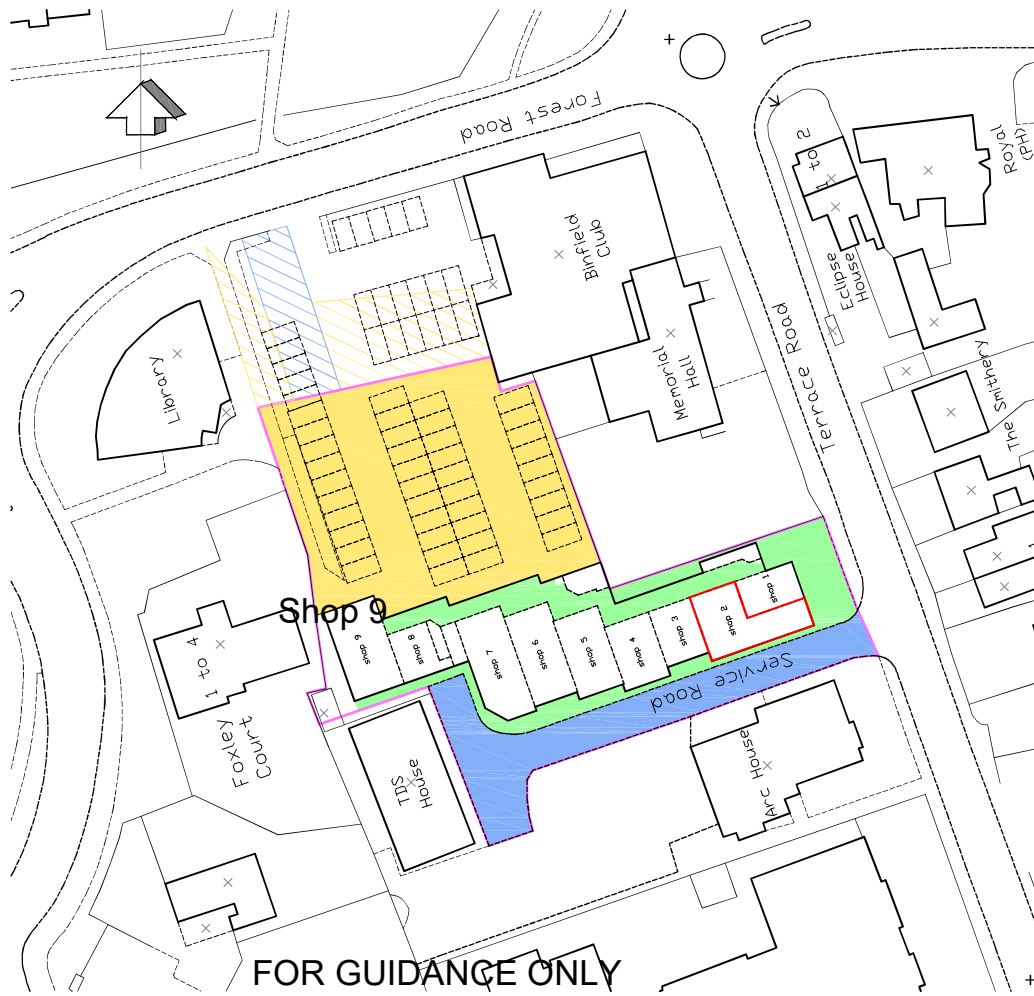 Forest Road
1 to 2
Royal
(PH)
Binfield
Club
Eclipse
House
Library
Memorial
Hall
Terrace Road
The Smithery
Shop 9
shop 1
shop 2
shop 3
shop 4
shop 5
shop 6
shop 7
shop 8
shop 9
1 to 4
Service Road
Foxley
Court
TDS
House
Arc House
FOR GUIDANCE ONLY